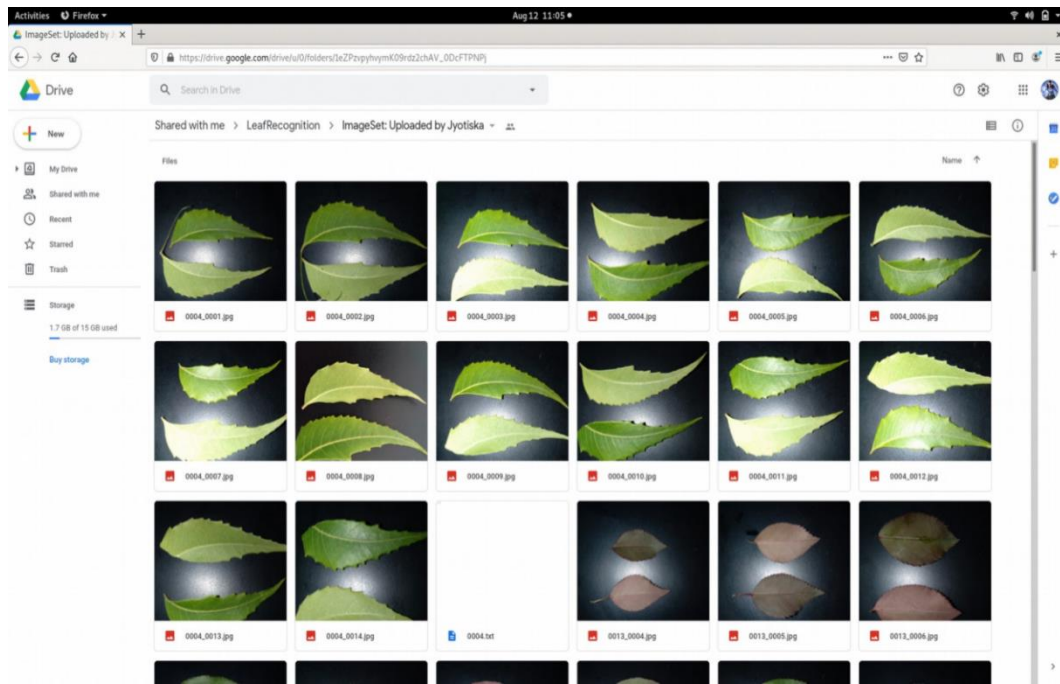 Activities Firefox Aug 12 11:05
ImageSet: Uploaded by J
https://drive.google.com/drive/u/0/folders/1eZPzvpyhvymK09rdz2chAV_0DcFTPNPj
Drive
Search in Drive
New
Shared with me > LeafRecognition > ImageSet: Uploaded by Jyotiska
My Drive
Shared with me
Recent
Starred
Trash
Storage
1.7 GB of 15 GB used
Buy storage
Files Name
0004_0001.jpg 0004_0002.jpg 0004_0003.jpg 0004_0004.jpg 0004_0005.jpg 0004_0006.jpg
0004_0007.jpg 0004_0008.jpg 0004_0009.jpg 0004_0010.jpg 0004_0011.jpg 0004_0012.jpg
0004_0013.jpg 0004_0014.jpg 0004.txt 0013_0004.jpg 0013_0005.jpg 0013_0006.jpg